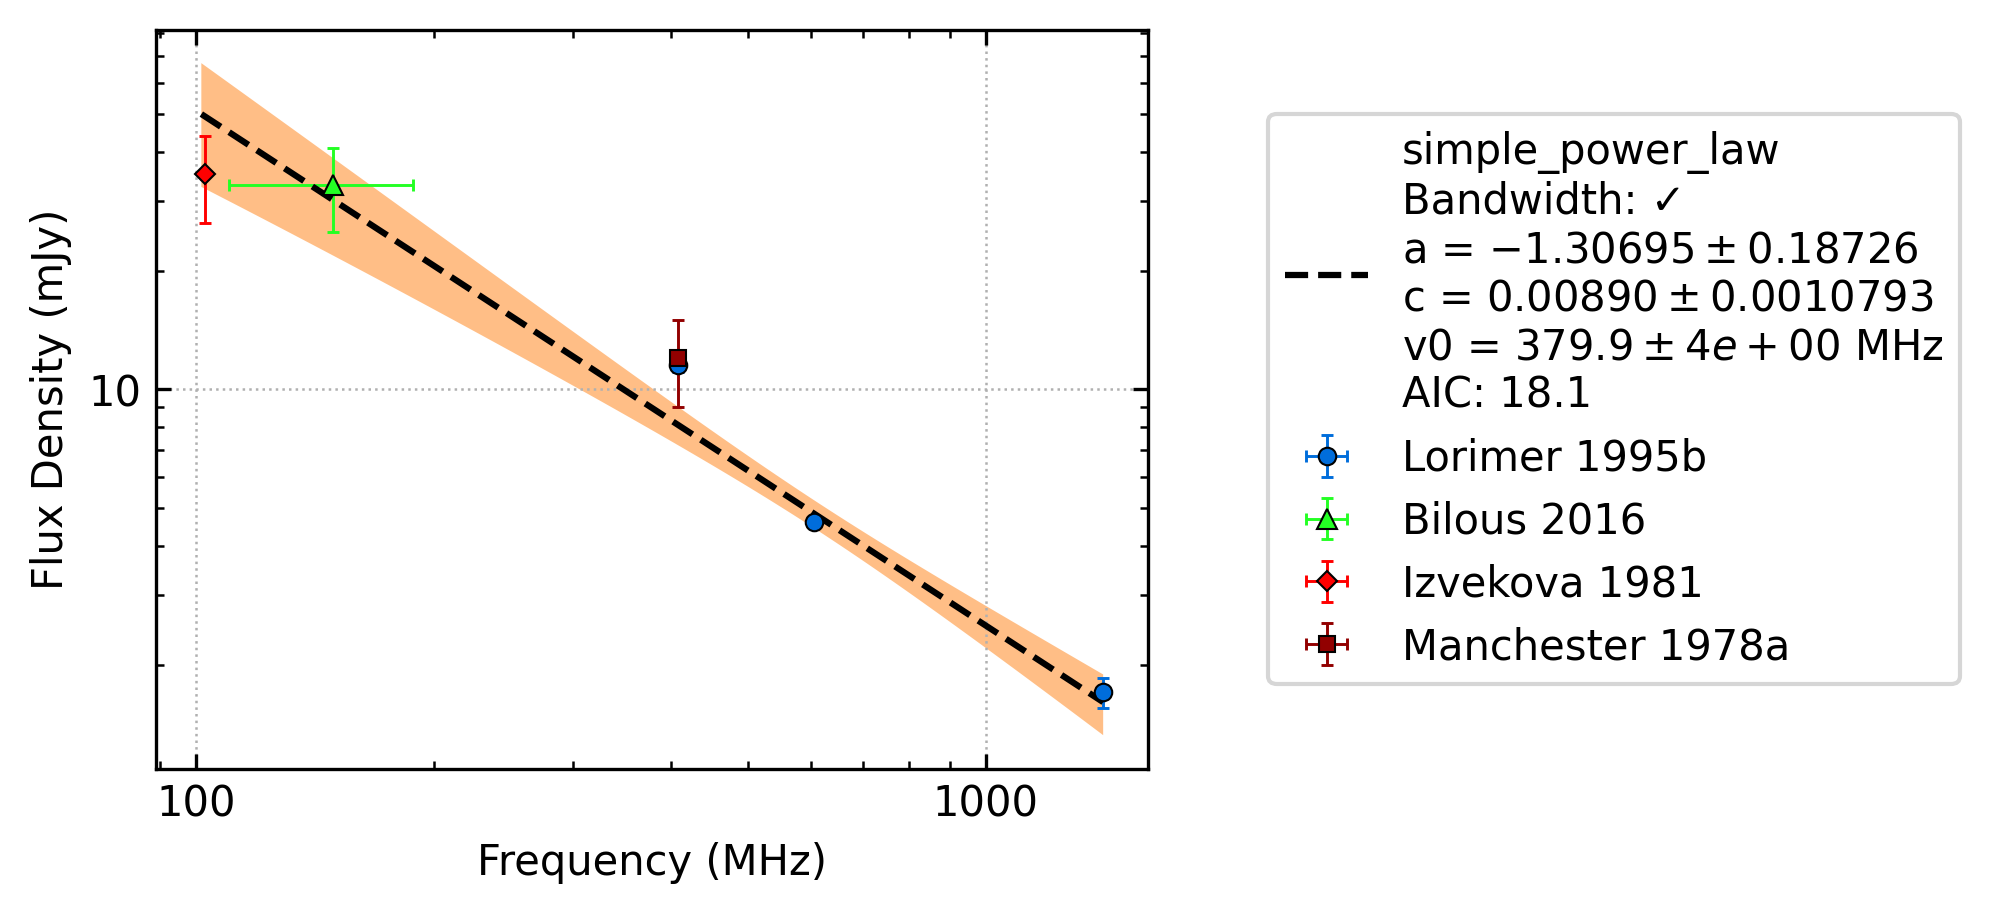 Flux Density (mJy)
10
100
1000
Frequency (MHz)
simple_power_law
Bandwidth: ✓
a = −1.30695 ± 0.18726
c = 0.00890 ± 0.0010793
v0 = 379.9 ± 4e + 00 MHz
AIC: 18.1
Lorimer 1995b
Bilous 2016
Izvekova 1981
Manchester 1978a